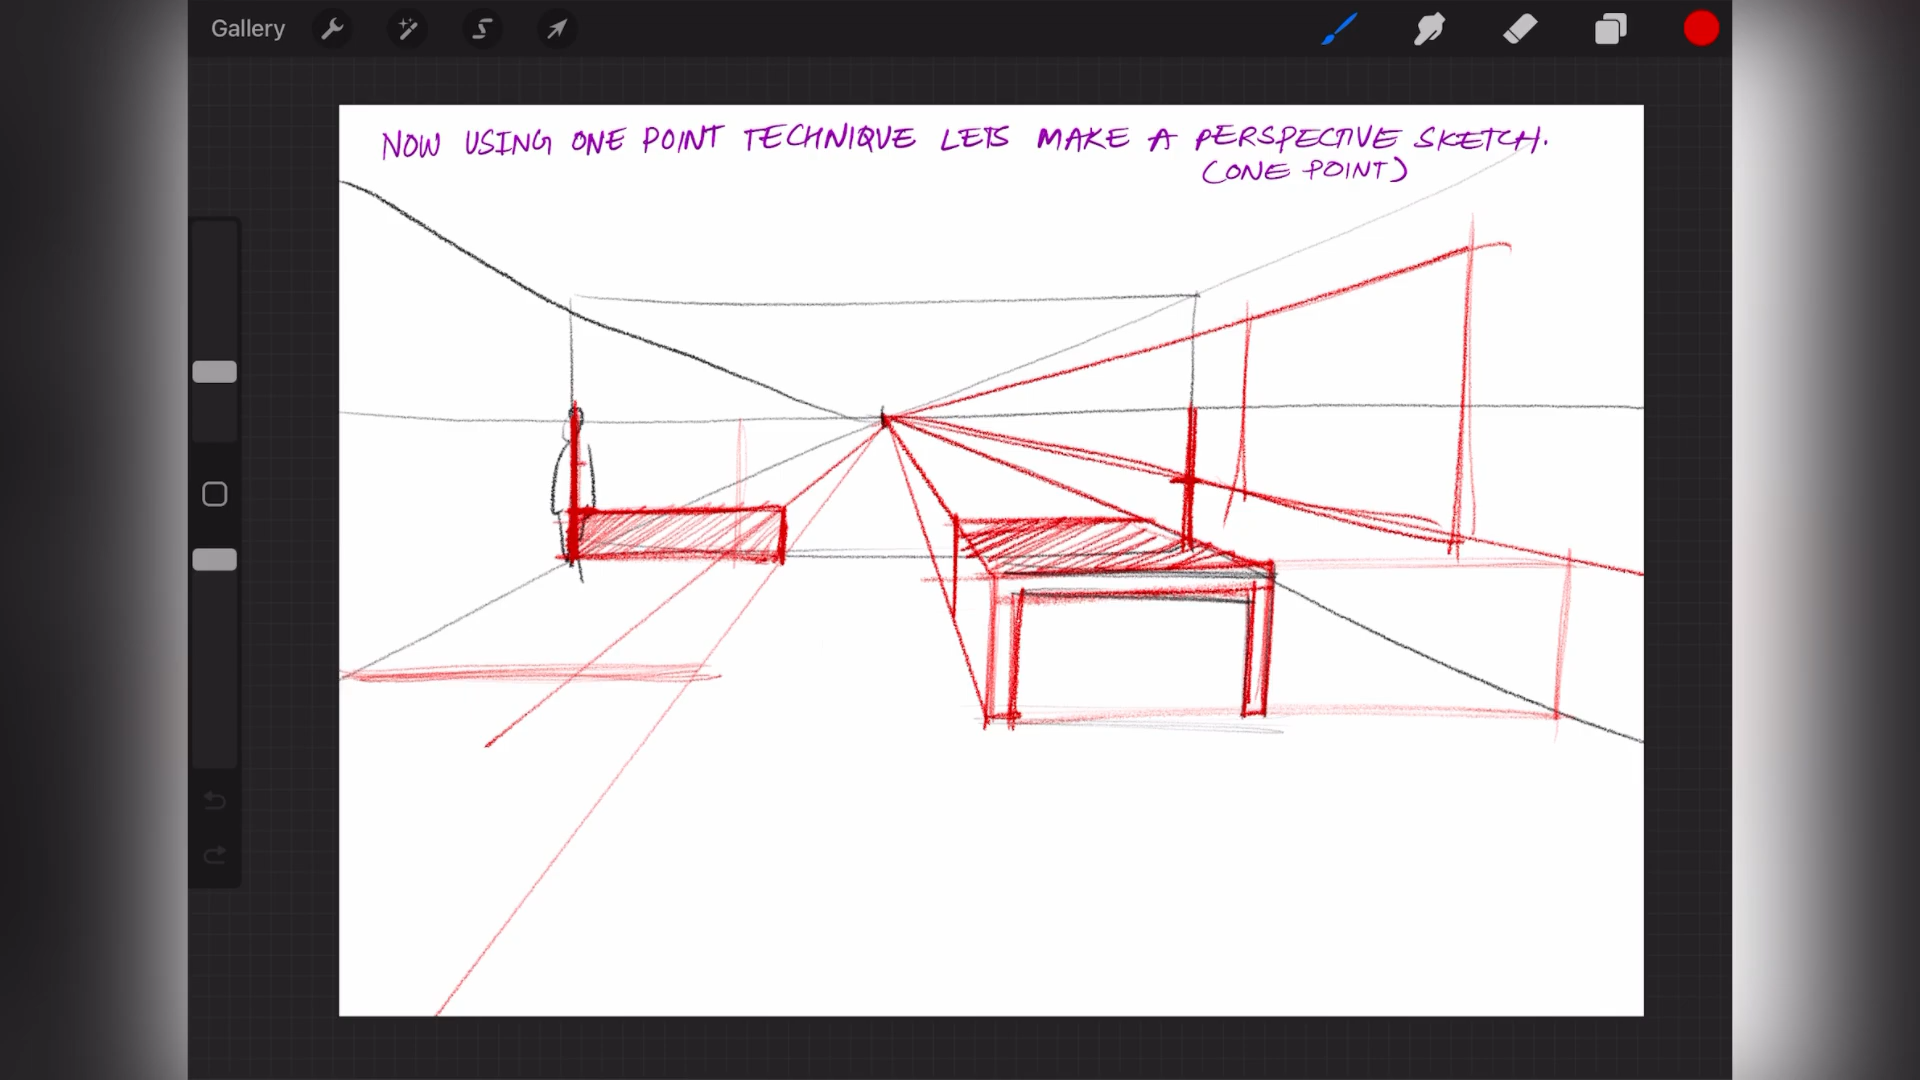 Gallery
NOW USING ONE POINT TECHNIQUE LETS MAKE A PERSPECTIVE SKETCH.
(ONE POINT)